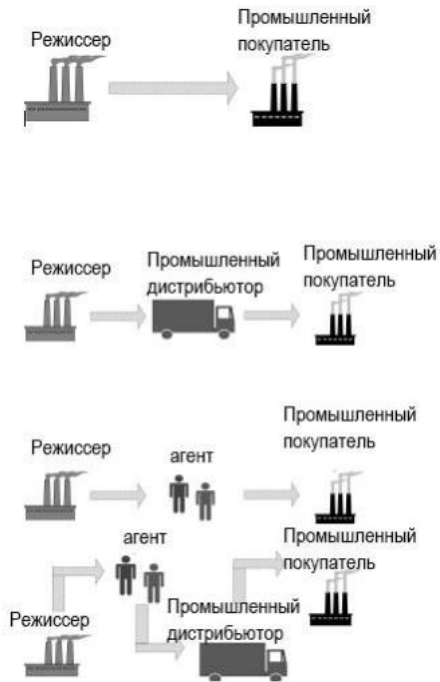 Режиссер
Промышленный
покупатель
Режиссер
Промышленный
дистрибьютор
Промышленный
покупатель
Режиссер
агент
Промышленный
покупатель
Режиссер
агент
Промышленный
дистрибьютор
Промышленный
покупатель